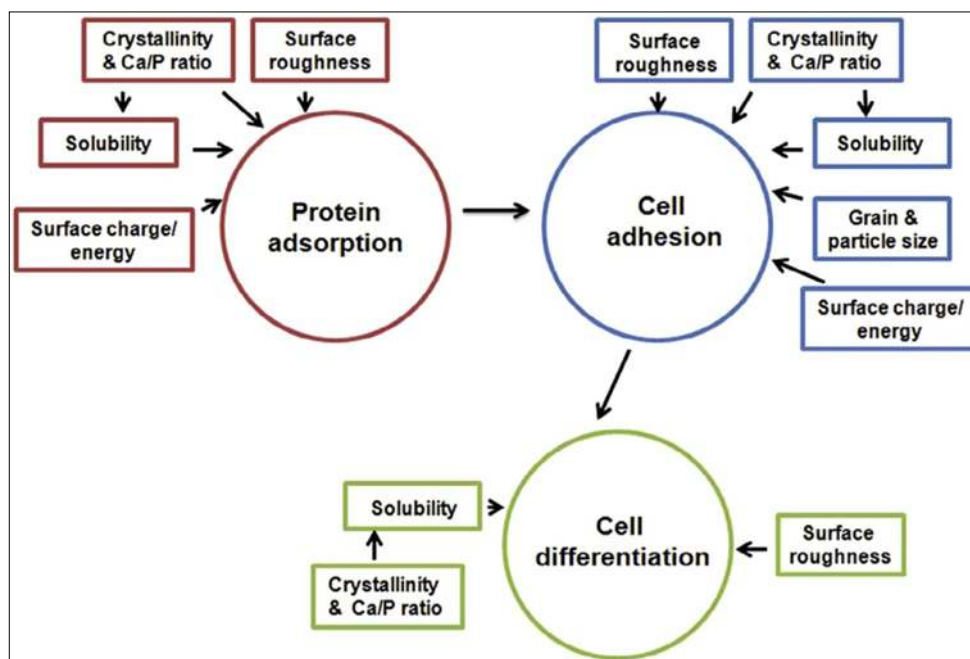 Crystallinity
& Ca/P ratio
Surface
roughness
Solubility
Surface charge/
energy
Protein
adsorption
Surface
roughness
Crystallinity
& Ca/P ratio
Solubility
Grain &
particle size
Surface charge/
energy
Cell
adhesion
Solubility
Crystallinity
& Ca/P ratio
Cell
differentiation
Surface
roughness